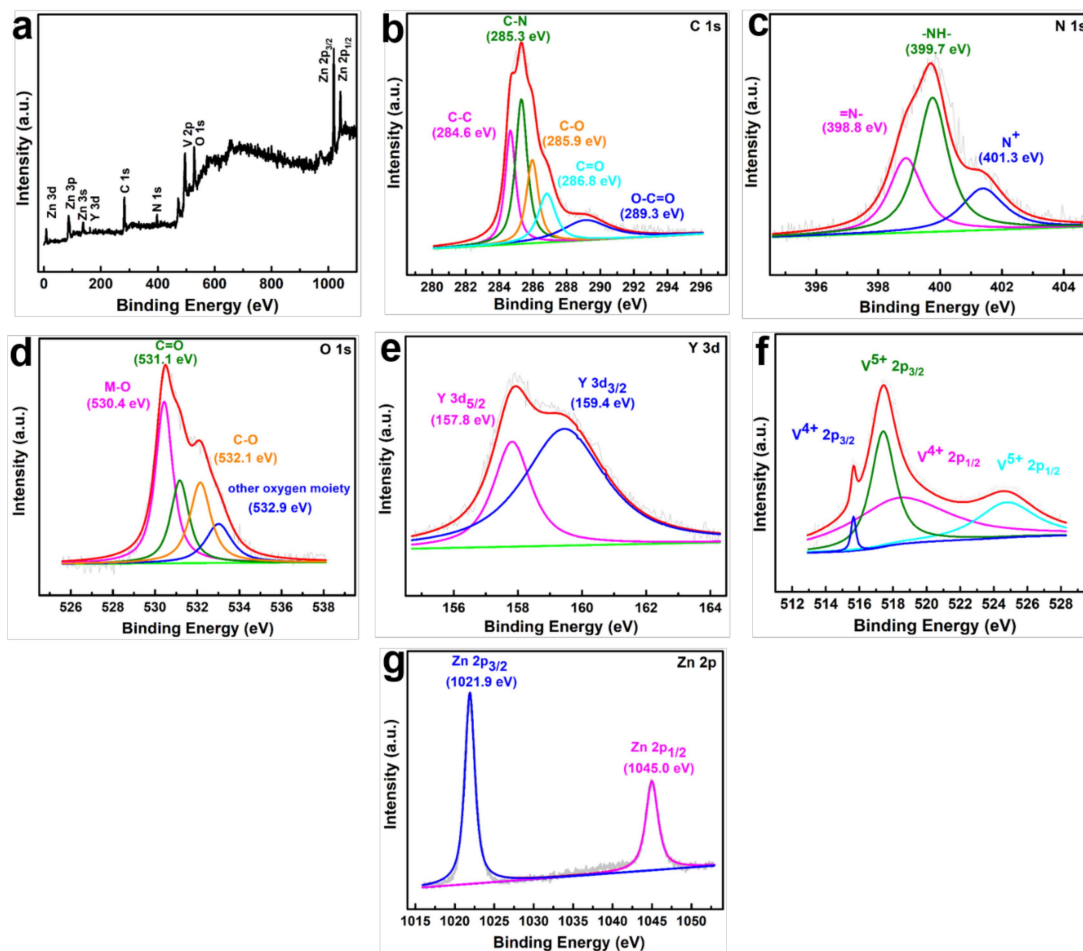 a
Intensity (a.u.)
Zn 3d
Zn 3p
Zn 3s
Y 3d
C 1s
N 1s
V 2p
O 1s
Zn 2p3/2
Zn 2p1/2
0 200 400 600 800 1000
Binding Energy (eV)
b
C 1s
Intensity (a.u.)
C-N
(285.3 eV)
C-C
(284.6 eV)
C-O
(285.9 eV)
C=O
(286.8 eV)
O-C=O
(289.3 eV)
280 282 284 286 288 290 292 294 296
Binding Energy (eV)
c
N 1s
Intensity (a.u.)
-NH-
(399.7 eV)
=N-
(398.8 eV)
N+
(401.3 eV)
396 398 400 402 404
Binding Energy (eV)
d
O 1s
Intensity (a.u.)
C=O
(531.1 eV)
M-O
(530.4 eV)
C-O
(532.1 eV)
other oxygen moiety
(532.9 eV)
526 528 530 532 534 536 538
Binding Energy (eV)
e
Y 3d
Intensity (a.u.)
Y 3d5/2
(157.8 eV)
Y 3d3/2
(159.4 eV)
156 158 160 162 164
Binding Energy (eV)
f
Intensity (a.u.)
V5+ 2p3/2
V4+ 2p3/2
V4+ 2p1/2
V5+ 2p1/2
512 514 516 518 520 522 524 526 528
Binding Energy (eV)
g
Zn 2p
Intensity (a.u.)
Zn 2p3/2
(1021.9 eV)
Zn 2p1/2
(1045.0 eV)
1015 1020 1025 1030 1035 1040 1045 1050
Binding Energy (eV)